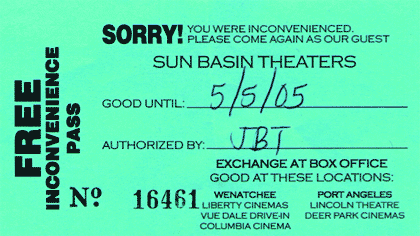 FREE
INCONVENIENCE
PASS
SORRY! YOU WERE INCONVENIENCED.
PLEASE COME AGAIN AS OUR GUEST
SUN BASIN THEATERS
GOOD UNTIL: 5/5/05
AUTHORIZED BY: JBT
EXCHANGE AT BOX OFFICE
GOOD AT THESE LOCATIONS:
No. 16461
WENATCHEE
LIBERTY CINEMAS
VUE DALE DRIVE-IN
COLUMBIA CINEMA
PORT ANGELES
LINCOLN THEATRE
DEER PARK CINEMAS